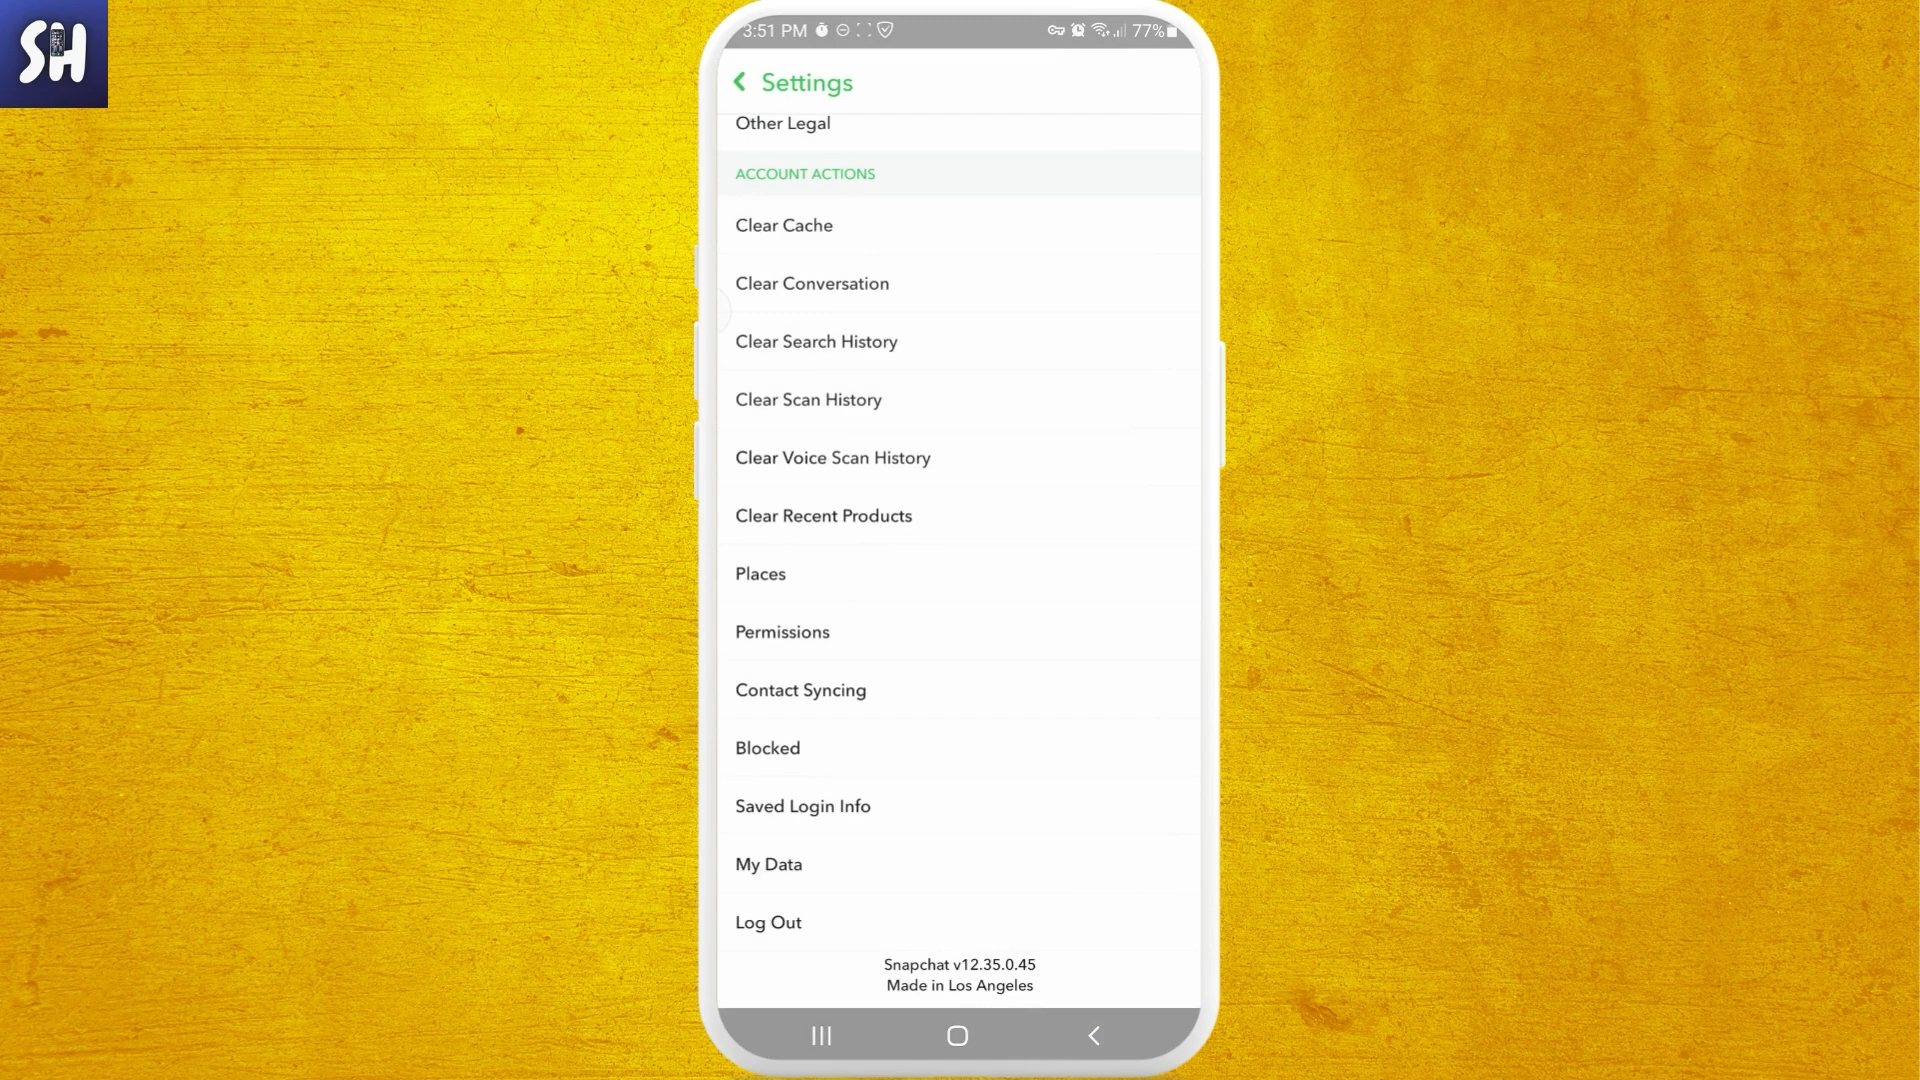 SH
3:51 PM
77%
Settings
Other Legal
ACCOUNT ACTIONS
Clear Cache
Clear Conversation
Clear Search History
Clear Scan History
Clear Voice Scan History
Clear Recent Products
Places
Permissions
Contact Syncing
Blocked
Saved Login Info
My Data
Log Out
Snapchat v12.35.0.45
Made in Los Angeles